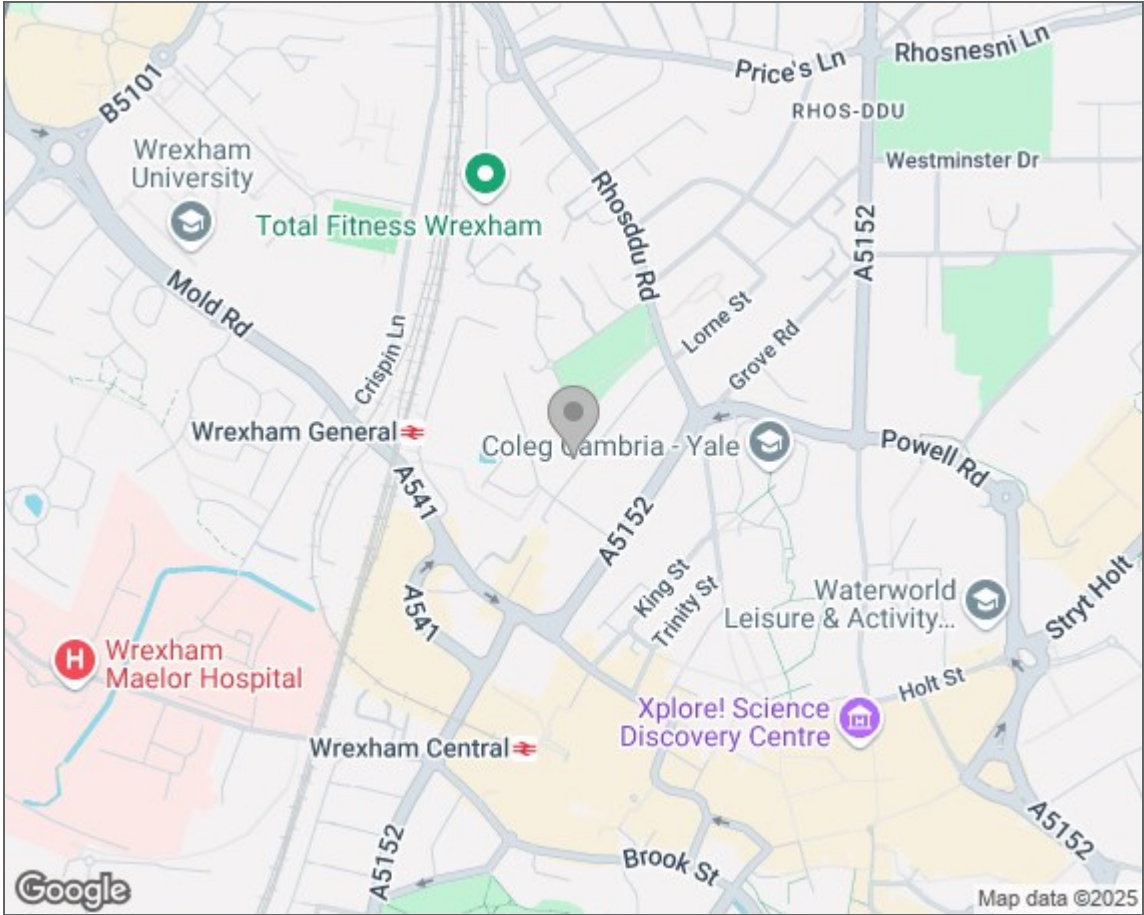 Price's Ln
Rhosnesni Ln
B5101
RHOS-DDU
Wrexham
University
Westminster Dr
Total Fitness Wrexham
Rhosddu Rd
A5152
Mold Rd
Crispin Ln
Lorne St
Grove Rd
Wrexham General
Coleg Cambria - Yale
Powell Rd
A541
A5152
A541
King St
Trinity St
Waterworld
Leisure & Activity...
Stryt Holt
H
Wrexham
Maelor Hospital
Holt St
Xplore! Science
Discovery Centre
Wrexham Central
A5152
A5152
Brook St
Google
Map data ©2025